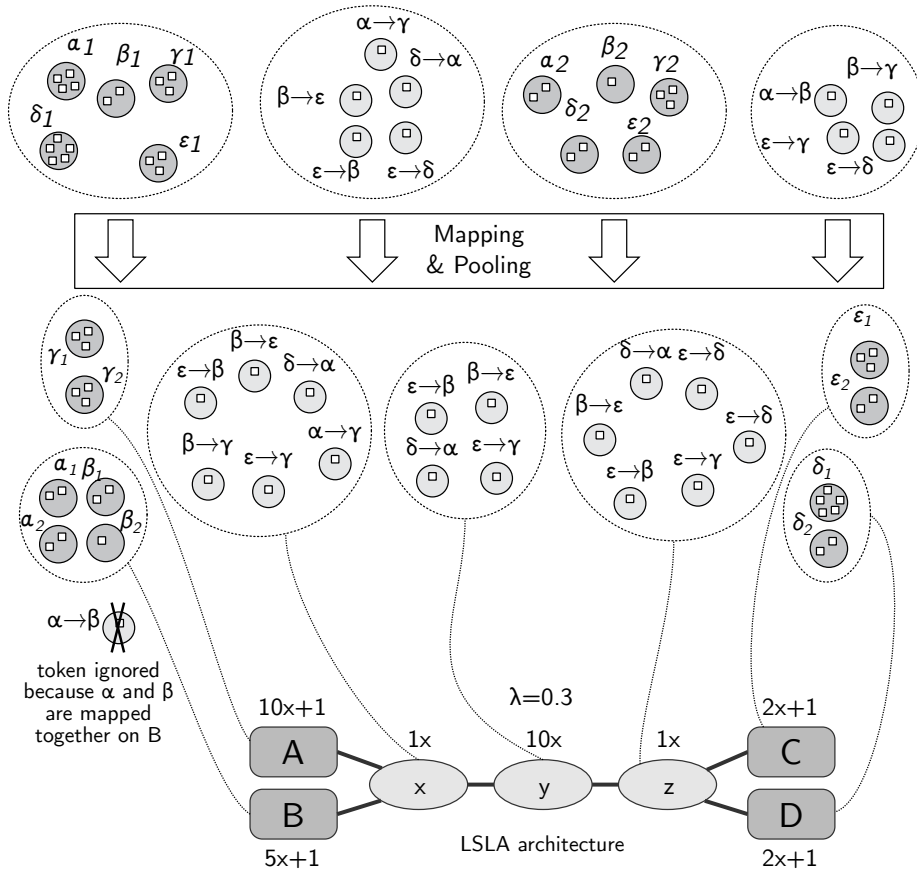 α1 β1 γ1
δ1 ε1
α→γ
δ→α
β→ε
ε→β ε→δ
α2 β2 γ2
δ2 ε2
β→γ
α→β
ε→γ
ε→δ
Mapping
& Pooling
γ1
γ2
β→ε
ε→β δ→α
β→γ ε→γ α→γ
ε→β β→ε
δ→α ε→γ
δ→α ε→δ
β→ε ε→δ
ε→β ε→γ
ε1
ε2
α1 β1
α2 β2
δ1
δ2
α→β
token ignored
because α and β
are mapped
together on B
λ=0.3
10x+1
1x
10x
1x
2x+1
A
C
x
y
z
B
D
LSLA architecture
5x+1
2x+1